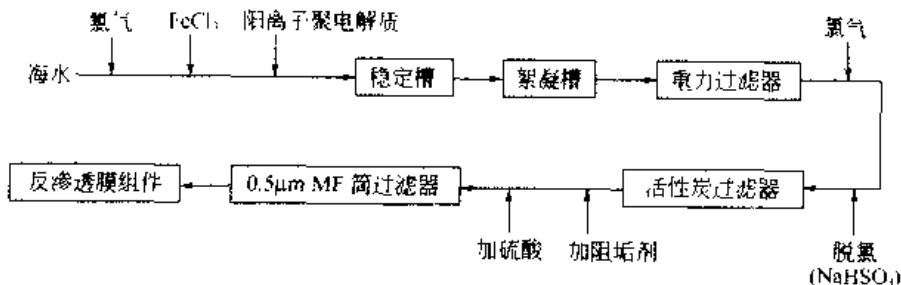 氯气 FeCl₃ 阳离子聚电解质 氯气
海水 稳定槽 絮凝槽 重力过滤器
反渗透膜组件 0.5μm MF 筒过滤器 活性炭过滤器
加硫酸 加阻垢剂 脱氯
(NaHSO₃)